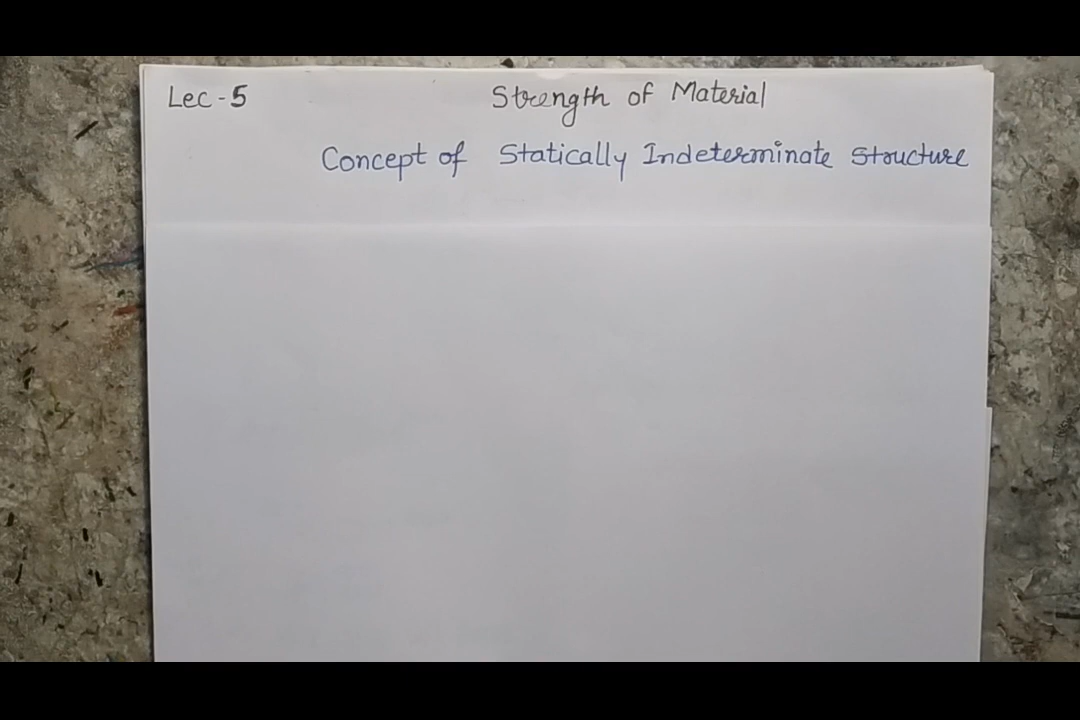 Lec - 5
Strength of Material
Concept of Statically Indeterminate Structure